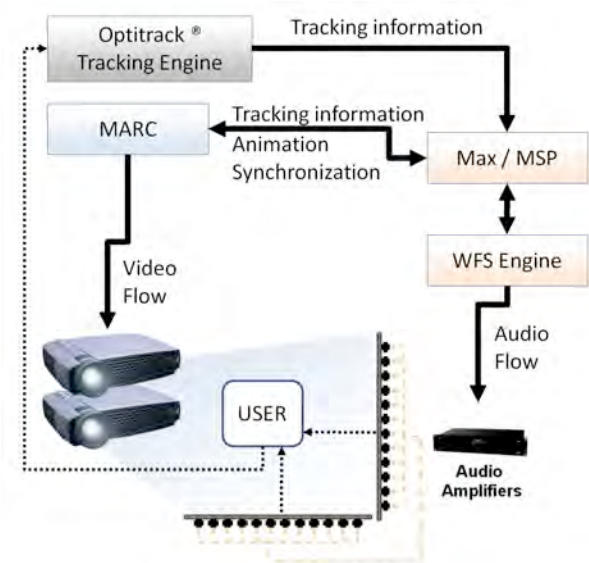 Optitrack ®
Tracking Engine
Tracking information
MARC
Tracking information
Animation
Synchronization
Max / MSP
WFS Engine
Video
Flow
Audio
Flow
USER
Audio
Amplifiers